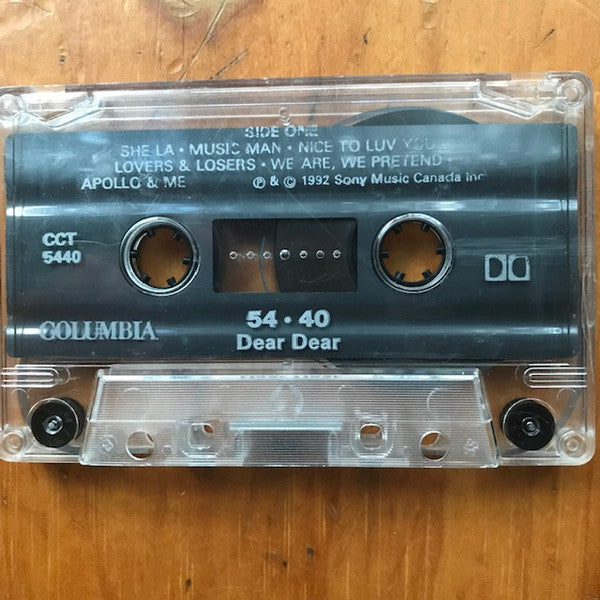 SIDE ONE
SHE LA • MUSIC MAN • NICE TO LUV YOU •
LOVERS & LOSERS • WE ARE, WE PRETEND •
APOLLO & ME ℗ & © 1992 Sony Music Canada Inc
CCT
5440
COLUMBIA
54 • 40
Dear Dear